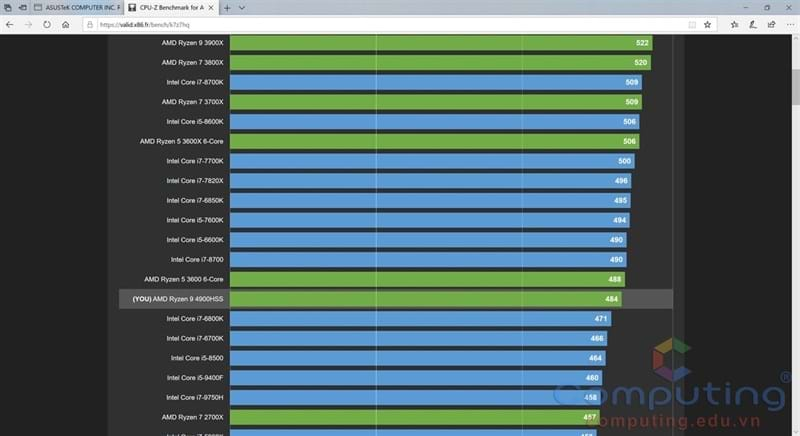 ASUSTeK COMPUTER INC. F
CPU-Z Benchmark for A
https://valid.x86.fr/bench/
AMD Ryzen 9 3900X 522
AMD Ryzen 7 3800X 520
Intel Core i7-8700K 509
AMD Ryzen 7 3700X 509
Intel Core i5-8600K 506
AMD Ryzen 5 3600X 6-Core 506
Intel Core i7-7700K 500
Intel Core i7-7820X 496
Intel Core i7-6850K 495
Intel Core i5-7600K 494
Intel Core i5-6600K 490
Intel Core i7-8700 490
AMD Ryzen 5 3600 6-Core 488
(YOU) AMD Ryzen 9 4900HSS 484
Intel Core i7-6800K 471
Intel Core i7-6700K 466
Intel Core i5-8500 464
Intel Core i5-9400F 460
Intel Core i7-9750H 458
AMD Ryzen 7 2700X 457
Computing ®
computing.edu.vn